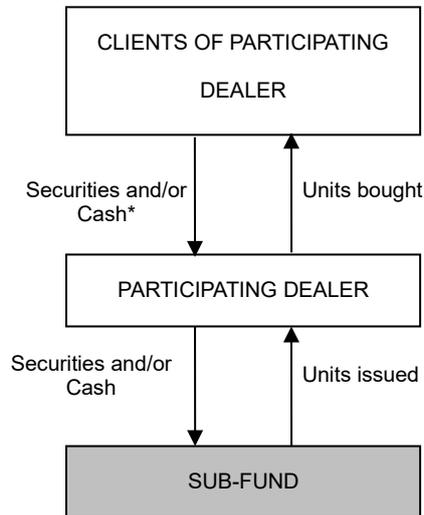 CLIENTS OF PARTICIPATING
DEALER
Securities and/or
Cash*
Units bought
PARTICIPATING DEALER
Securities and/or
Cash
Units issued
SUB-FUND